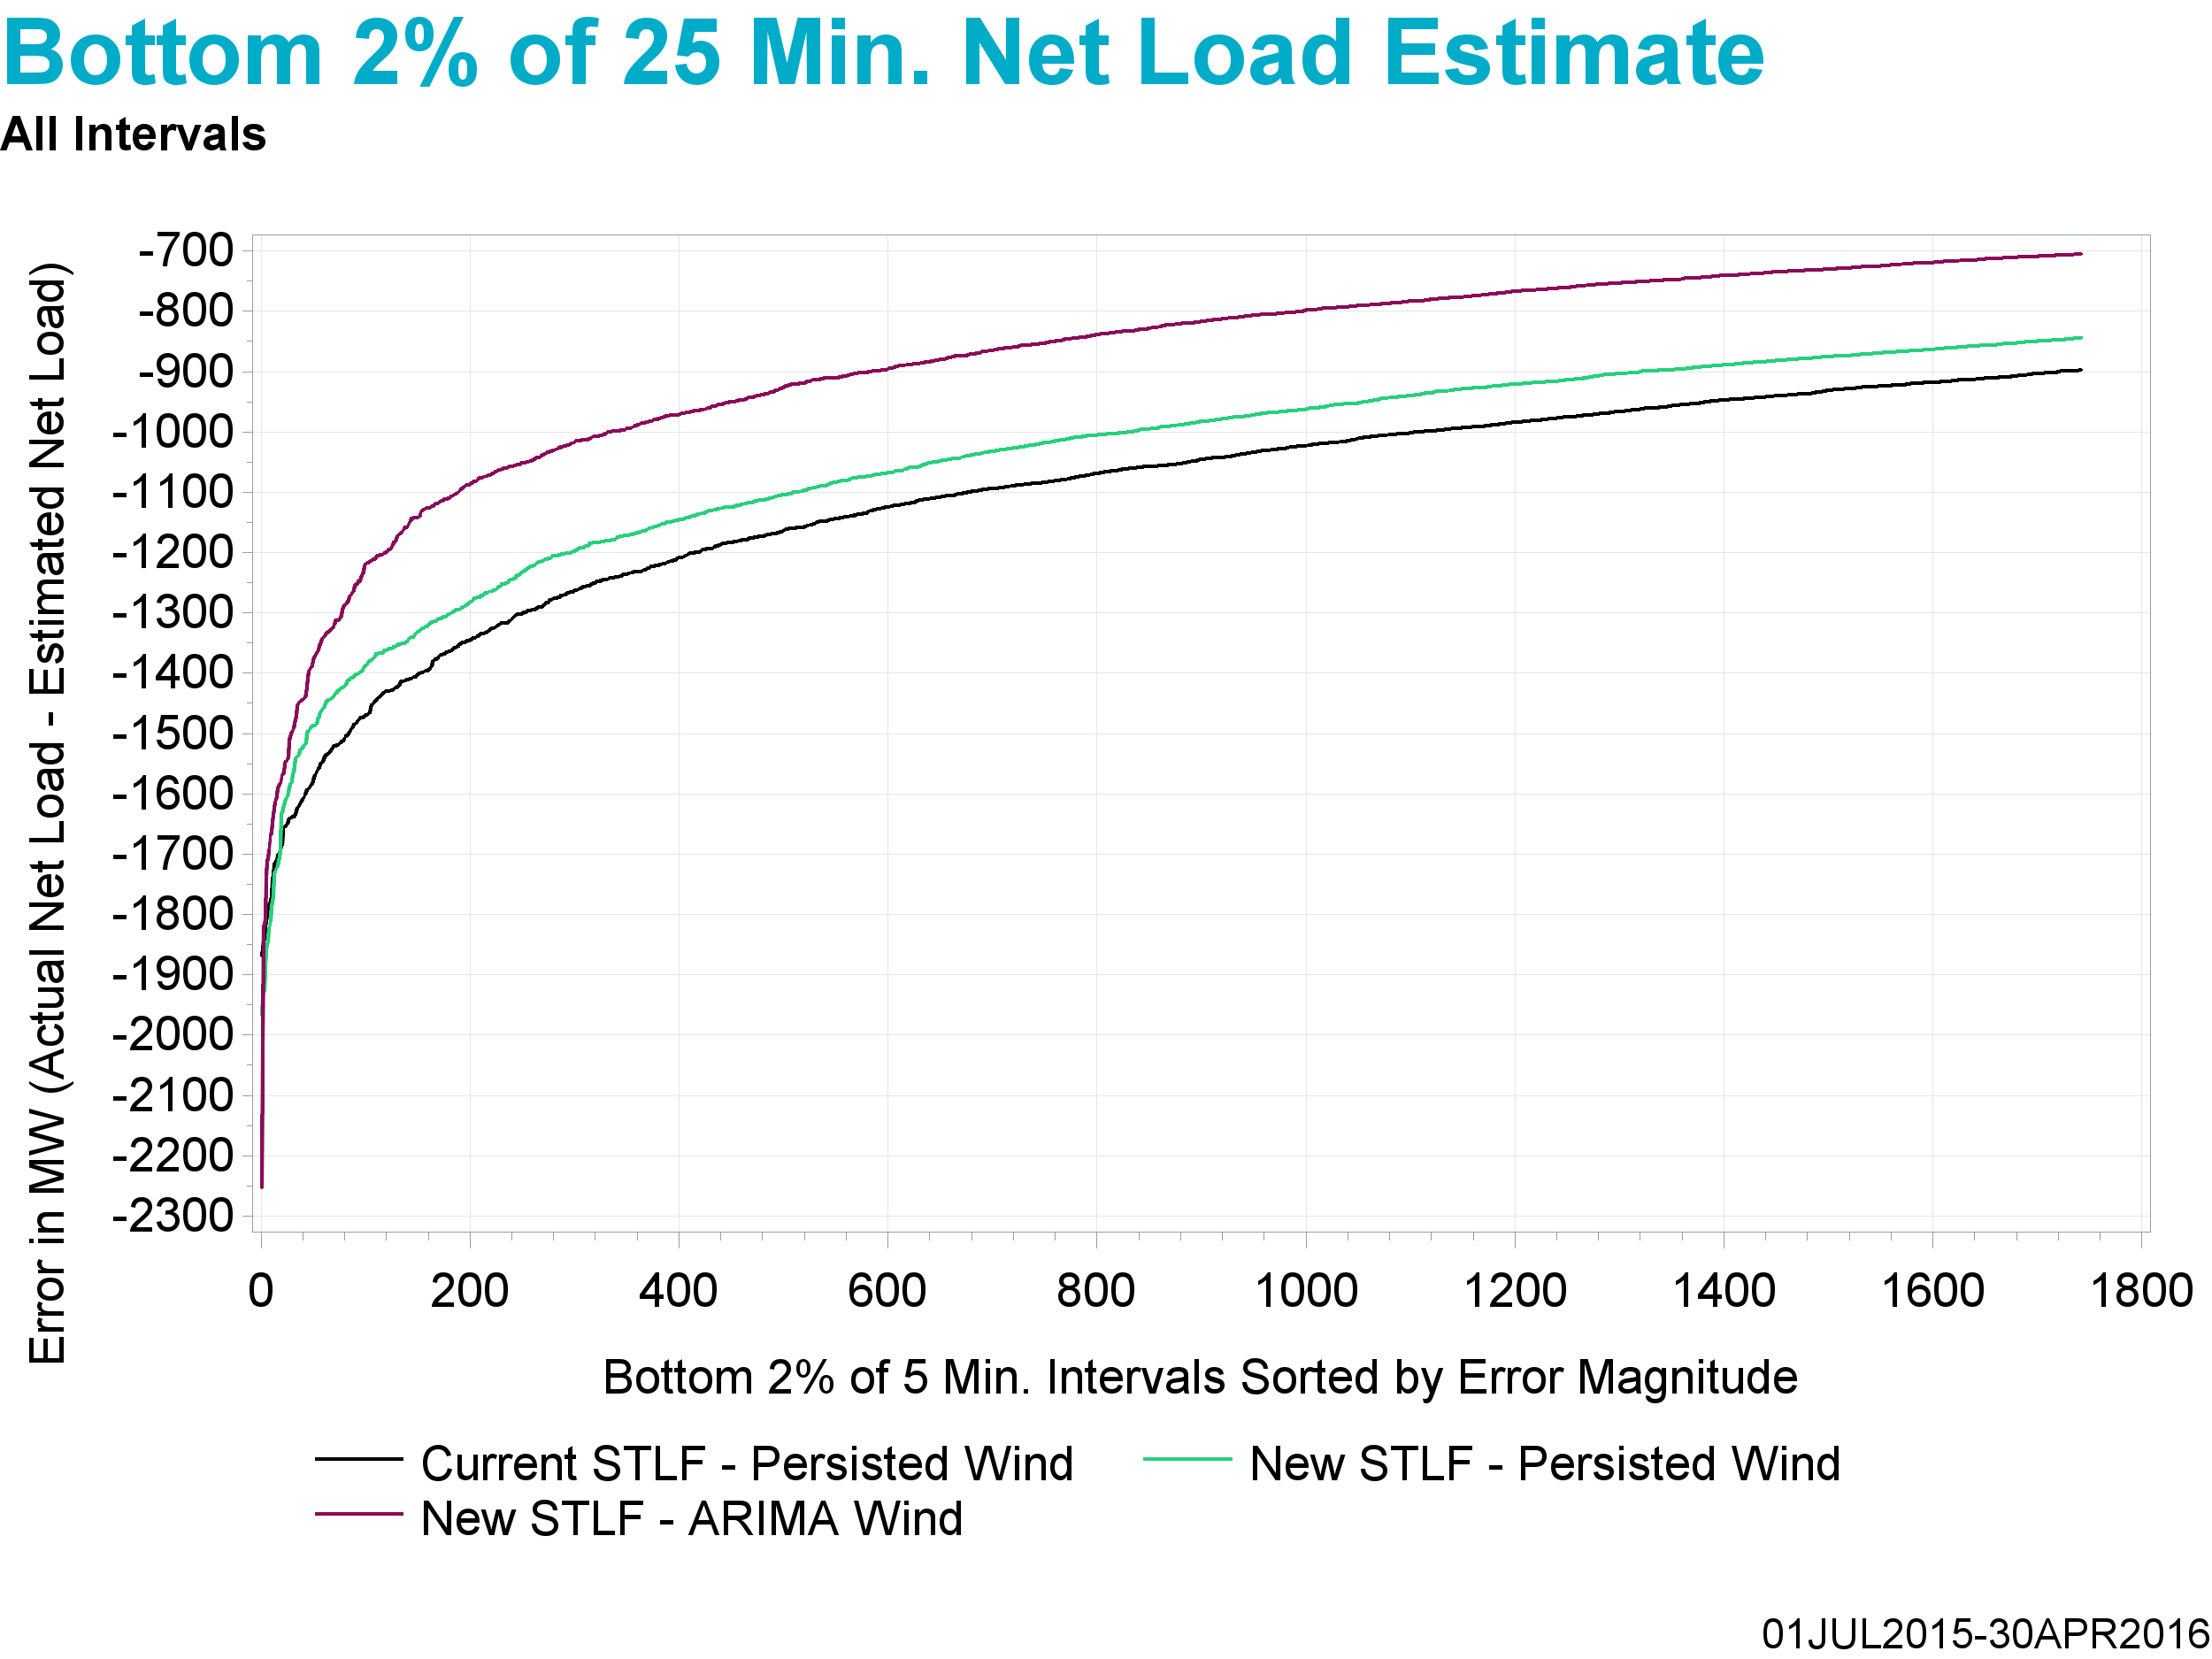 Bottom 2% of 25 Min. Net Load Estimate
All Intervals
Error in MW (Actual Net Load - Estimated Net Load)
-700
-800
-900
-1000
-1100
-1200
-1300
-1400
-1500
-1600
-1700
-1800
-1900
-2000
-2100
-2200
-2300
0 200 400 600 800 1000 1200 1400 1600 1800
Bottom 2% of 5 Min. Intervals Sorted by Error Magnitude
Current STLF - Persisted Wind New STLF - Persisted Wind
New STLF - ARIMA Wind
01JUL2015-30APR2016